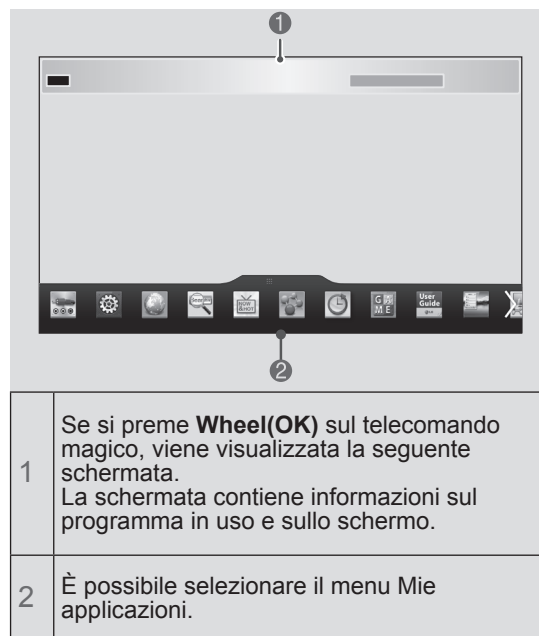 1
Search
NOW
&HOT
G
M E
User
Guide
2
1
Se si preme Wheel(OK) sul telecomando
magico, viene visualizzata la seguente
schermata.
La schermata contiene informazioni sul
programma in uso e sullo schermo.
2
È possibile selezionare il menu Mie
applicazioni.